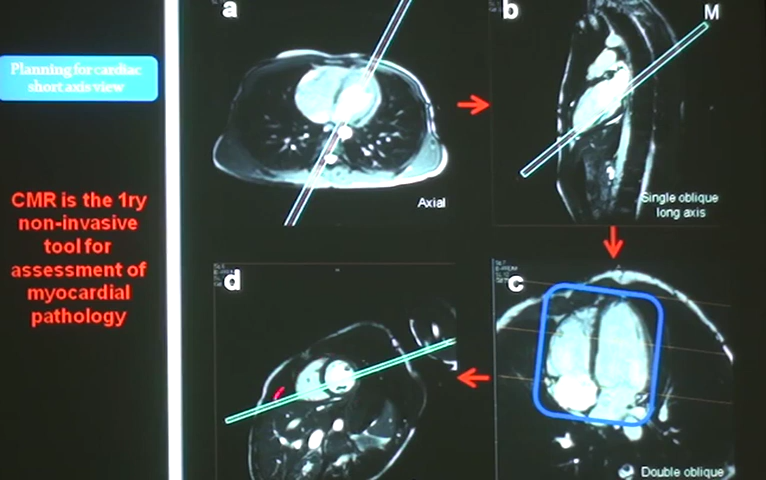 Planning for cardiac
short axis view
CMR is the 1ry
non-invasive
tool for
assessment of
myocardial
pathology
a
Axial
b
M
Single oblique
long axis
d
c
Double oblique